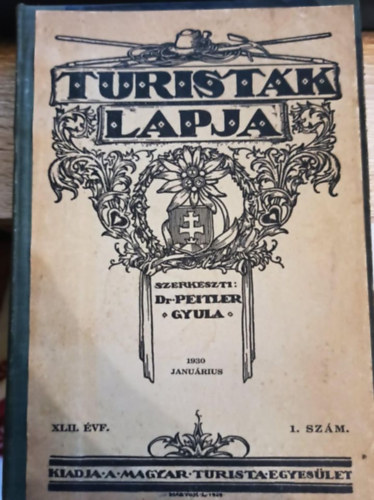 TURISTÁK
LAPJA
SZERKESZTI:
Dr PEITLER
GYULA
1930
JANUÁRIUS
XLII. ÉVF. 1. SZÁM.
KIADJA·A·MAGYAR·TURISTA·EGYESÜLET